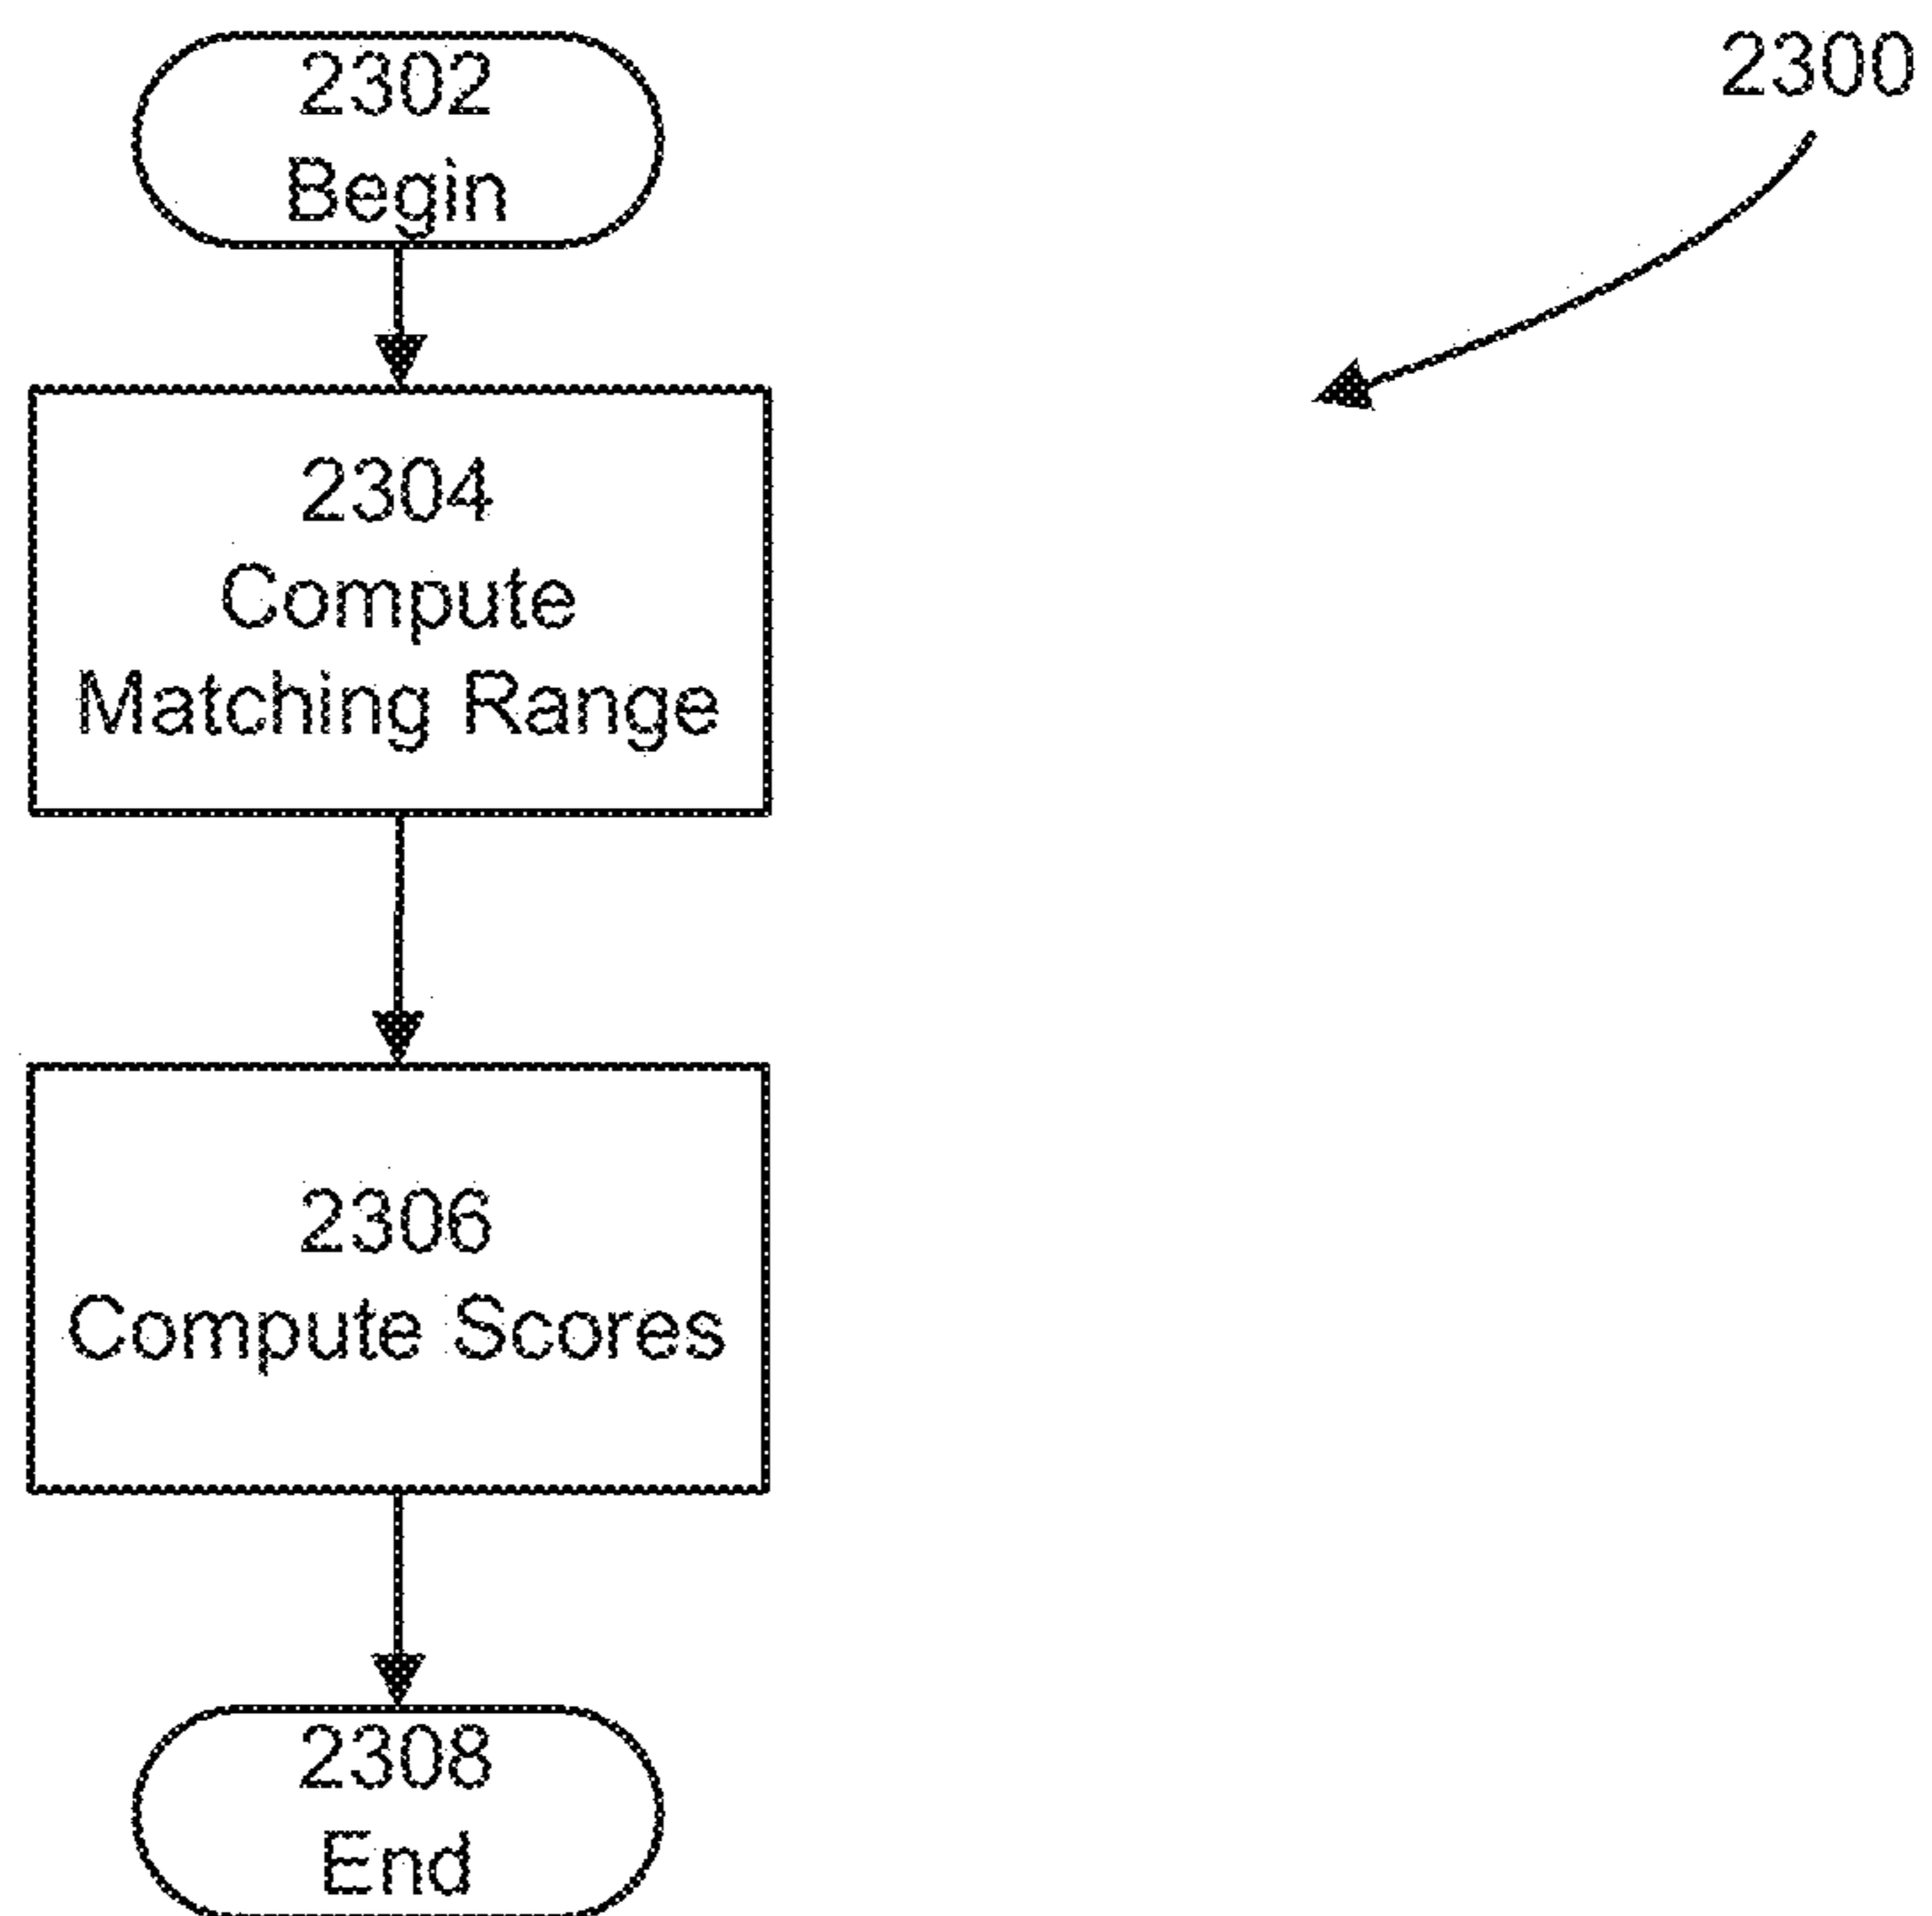 2302
Begin
2300
2304
Compute
Matching Range
2306
Compute Scores
2308
End